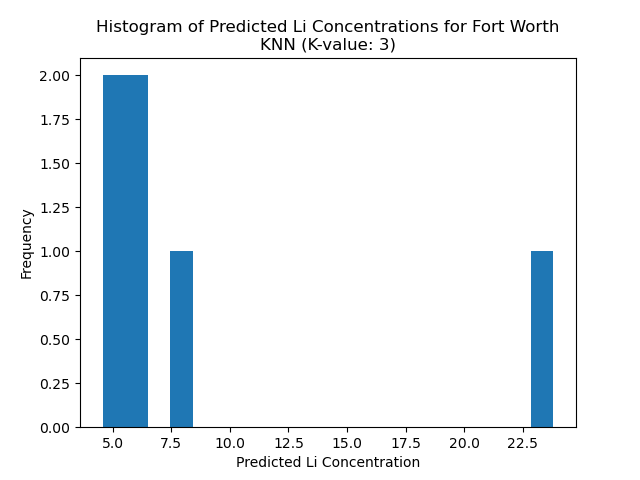 Histogram of Predicted Li Concentrations for Fort Worth
KNN (K-value: 3)
2.00
1.75
1.50
1.25
1.00
0.75
0.50
0.25
0.00
Frequency
5.0 7.5 10.0 12.5 15.0 17.5 20.0 22.5
Predicted Li Concentration